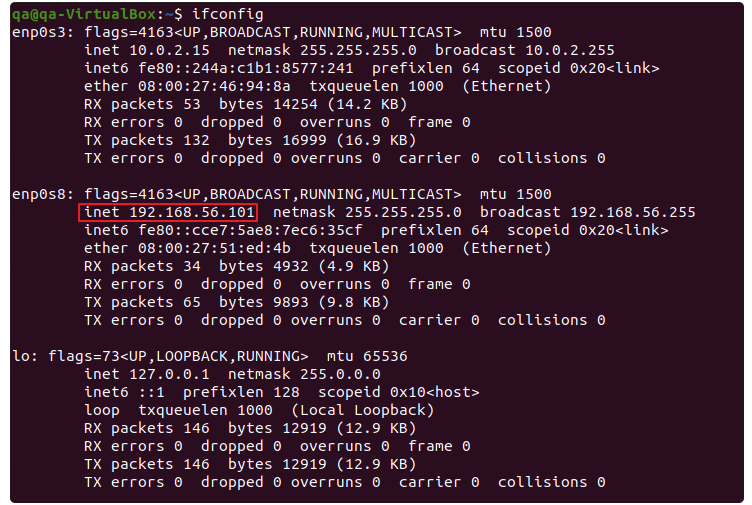 qa@qa-VirtualBox:~$ ifconfig
enp0s3: flags=4163<UP,BROADCAST,RUNNING,MULTICAST>  mtu 1500
        inet 10.0.2.15  netmask 255.255.255.0  broadcast 10.0.2.255
        inet6 fe80::244a:c1b1:8577:241  prefixlen 64  scopeid 0x20<link>
        ether 08:00:27:46:94:8a  txqueuelen 1000  (Ethernet)
        RX packets 53  bytes 14254 (14.2 KB)
        RX errors 0  dropped 0  overruns 0  frame 0
        TX packets 132  bytes 16999 (16.9 KB)
        TX errors 0  dropped 0 overruns 0  carrier 0  collisions 0

enp0s8: flags=4163<UP,BROADCAST,RUNNING,MULTICAST>  mtu 1500
        inet 192.168.56.101  netmask 255.255.255.0  broadcast 192.168.56.255
        inet6 fe80::cce7:5ae8:7ec6:35cf  prefixlen 64  scopeid 0x20<link>
        ether 08:00:27:51:ed:4b  txqueuelen 1000  (Ethernet)
        RX packets 34  bytes 4932 (4.9 KB)
        RX errors 0  dropped 0  overruns 0  frame 0
        TX packets 65  bytes 9893 (9.8 KB)
        TX errors 0  dropped 0 overruns 0  carrier 0  collisions 0

lo: flags=73<UP,LOOPBACK,RUNNING>  mtu 65536
        inet 127.0.0.1  netmask 255.0.0.0
        inet6 ::1  prefixlen 128  scopeid 0x10<host>
        loop  txqueuelen 1000  (Local Loopback)
        RX packets 146  bytes 12919 (12.9 KB)
        RX errors 0  dropped 0  overruns 0  frame 0
        TX packets 146  bytes 12919 (12.9 KB)
        TX errors 0  dropped 0 overruns 0  carrier 0  collisions 0